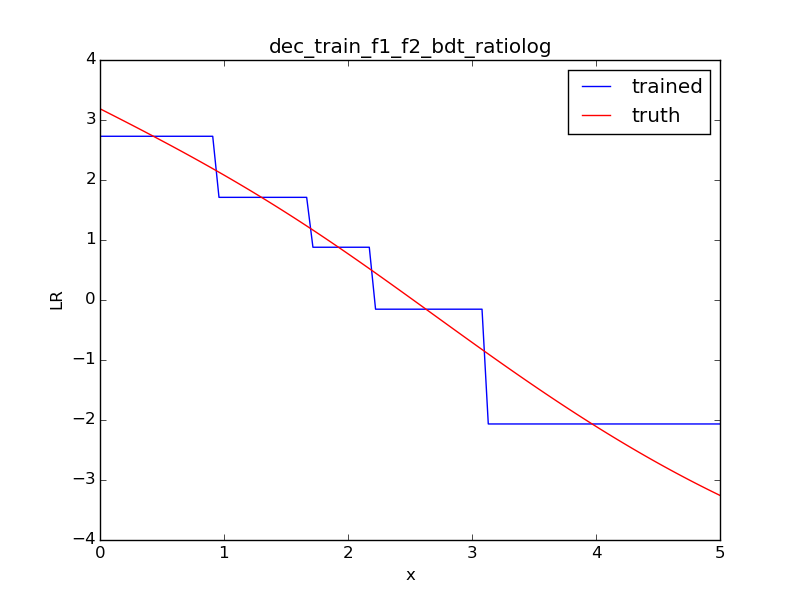 dec_train_f1_f2_bdt_ratiolog
trained
truth
4
3
2
1
0
−1
−2
−3
−4
LR
0 1 2 3 4 5
x